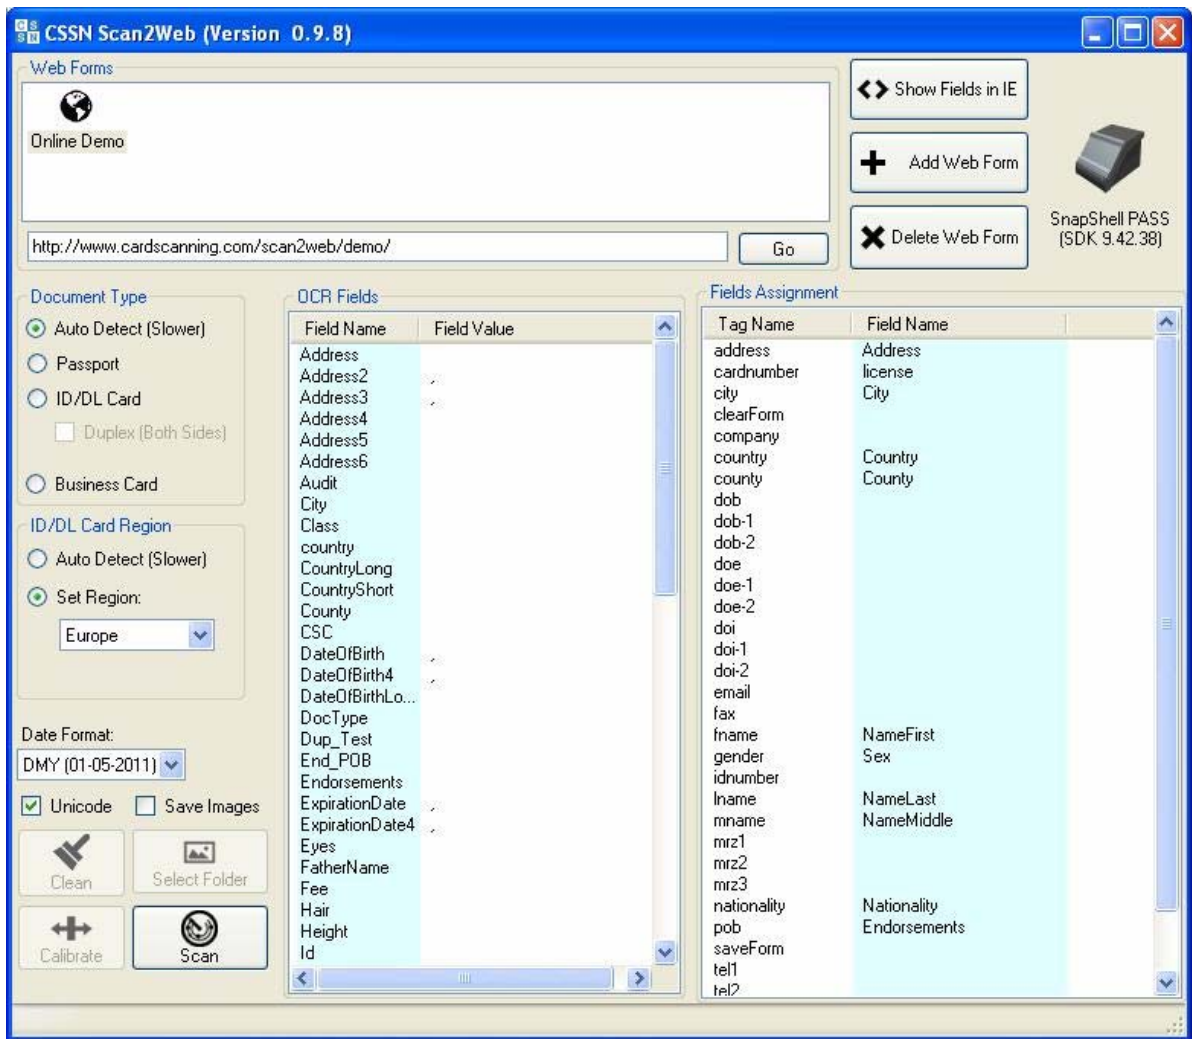 CSSN Scan2Web (Version 0.9.8)
Web Forms
Online Demo
http://www.cardscanning.com/scan2web/demo/
Go
Show Fields in IE
Add Web Form
Delete Web Form
SnapShell PASS
(SDK 9.42.38)
Document Type
Auto Detect (Slower)
Passport
ID/DL Card
Duplex (Both Sides)
Business Card
ID/DL Card Region
Auto Detect (Slower)
Set Region:
Europe
Date Format:
DMY (01-05-2011)
Unicode Save Images
Clean
Select Folder
Calibrate
Scan
OCR Fields
Field Name Field Value
Address
Address2 ,
Address3 ,
Address4
Address5
Address6
Audit
City
Class
country
CountryLong
CountryShort
County
CSC
DateOfBirth ,
DateOfBirth4 ,
DateOfBirthLo...
DocType
Dup_Test
End_POB
Endorsements
ExpirationDate ,
ExpirationDate4 ,
Eyes
FatherName
Fee
Hair
Height
Id
Fields Assignment
Tag Name Field Name
address Address
cardnumber license
city City
clearForm
company
country Country
county County
dob
dob-1
dob-2
doe
doe-1
doe-2
doi
doi-1
doi-2
email
fax
fname NameFirst
gender Sex
idnumber
lname NameLast
mname NameMiddle
mrz1
mrz2
mrz3
nationality Nationality
pob Endorsements
saveForm
tel1
tel2